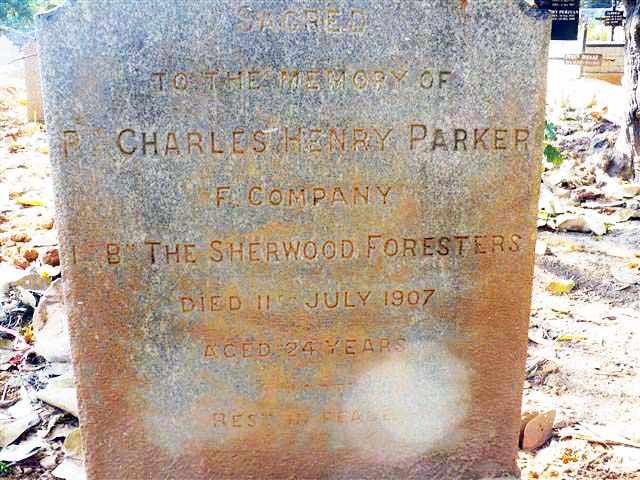 SACRED
TO THE MEMORY OF
PTE CHARLES HENRY PARKER
F. COMPANY
1ST BN THE SHERWOOD FORESTERS
DIED 11TH JULY 1907
AGED 24 YEARS
REST IN PEACE